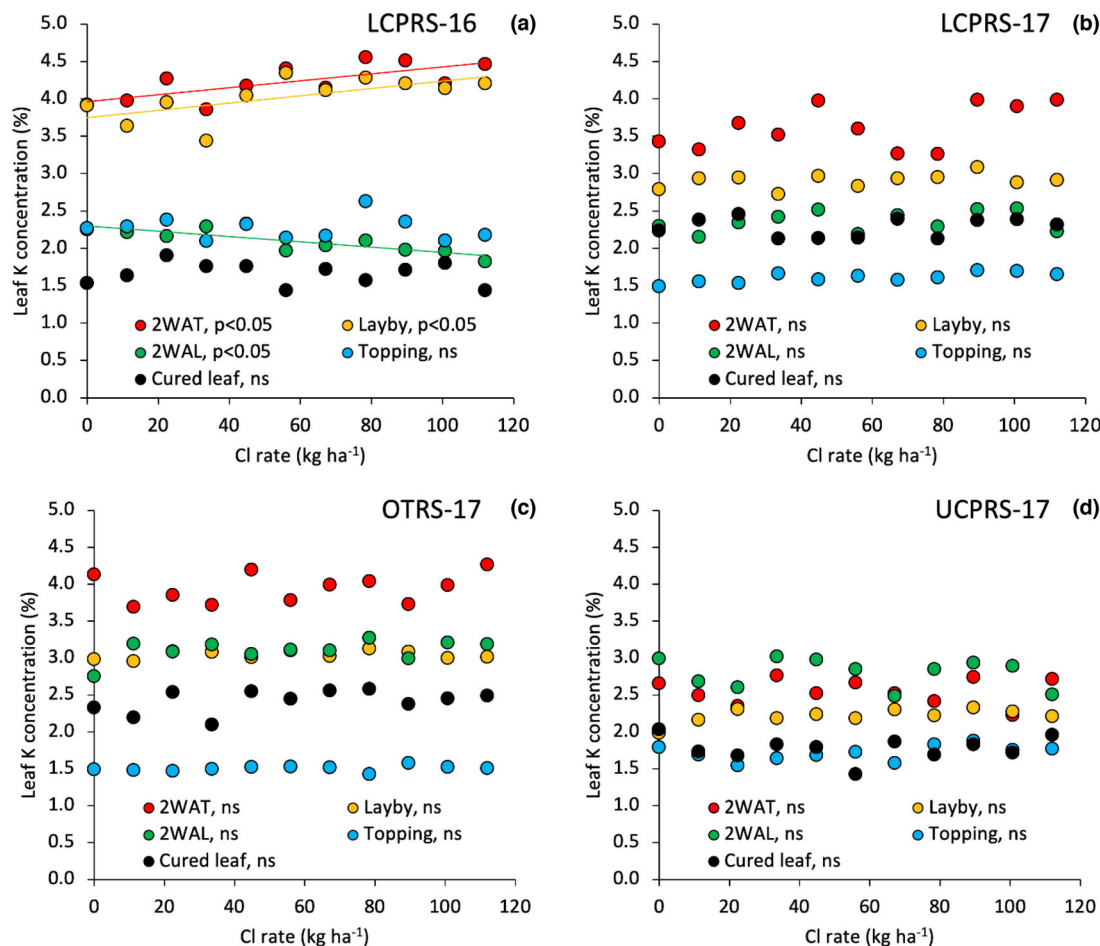 LCPRS-16 (a)
Leaf K concentration (%)
5.0
4.5
4.0
3.5
3.0
2.5
2.0
1.5
1.0
0.5
0.0
2WAT, p<0.05 Layby, p<0.05
2WAL, p<0.05 Topping, ns
Cured leaf, ns
0 20 40 60 80 100 120
Cl rate (kg ha⁻¹)
LCPRS-17 (b)
Leaf K concentration (%)
5.0
4.5
4.0
3.5
3.0
2.5
2.0
1.5
1.0
0.5
0.0
2WAT, ns Layby, ns
2WAL, ns Topping, ns
Cured leaf, ns
0 20 40 60 80 100 120
Cl rate (kg ha⁻¹)
OTRS-17 (c)
Leaf K concentration (%)
5.0
4.5
4.0
3.5
3.0
2.5
2.0
1.5
1.0
0.5
0.0
2WAT, ns Layby, ns
2WAL, ns Topping, ns
Cured leaf, ns
0 20 40 60 80 100 120
Cl rate (kg ha⁻¹)
UCPRS-17 (d)
Leaf K concentration (%)
5.0
4.5
4.0
3.5
3.0
2.5
2.0
1.5
1.0
0.5
0.0
2WAT, ns Layby, ns
2WAL, ns Topping, ns
Cured leaf, ns
0 20 40 60 80 100 120
Cl rate (kg ha⁻¹)